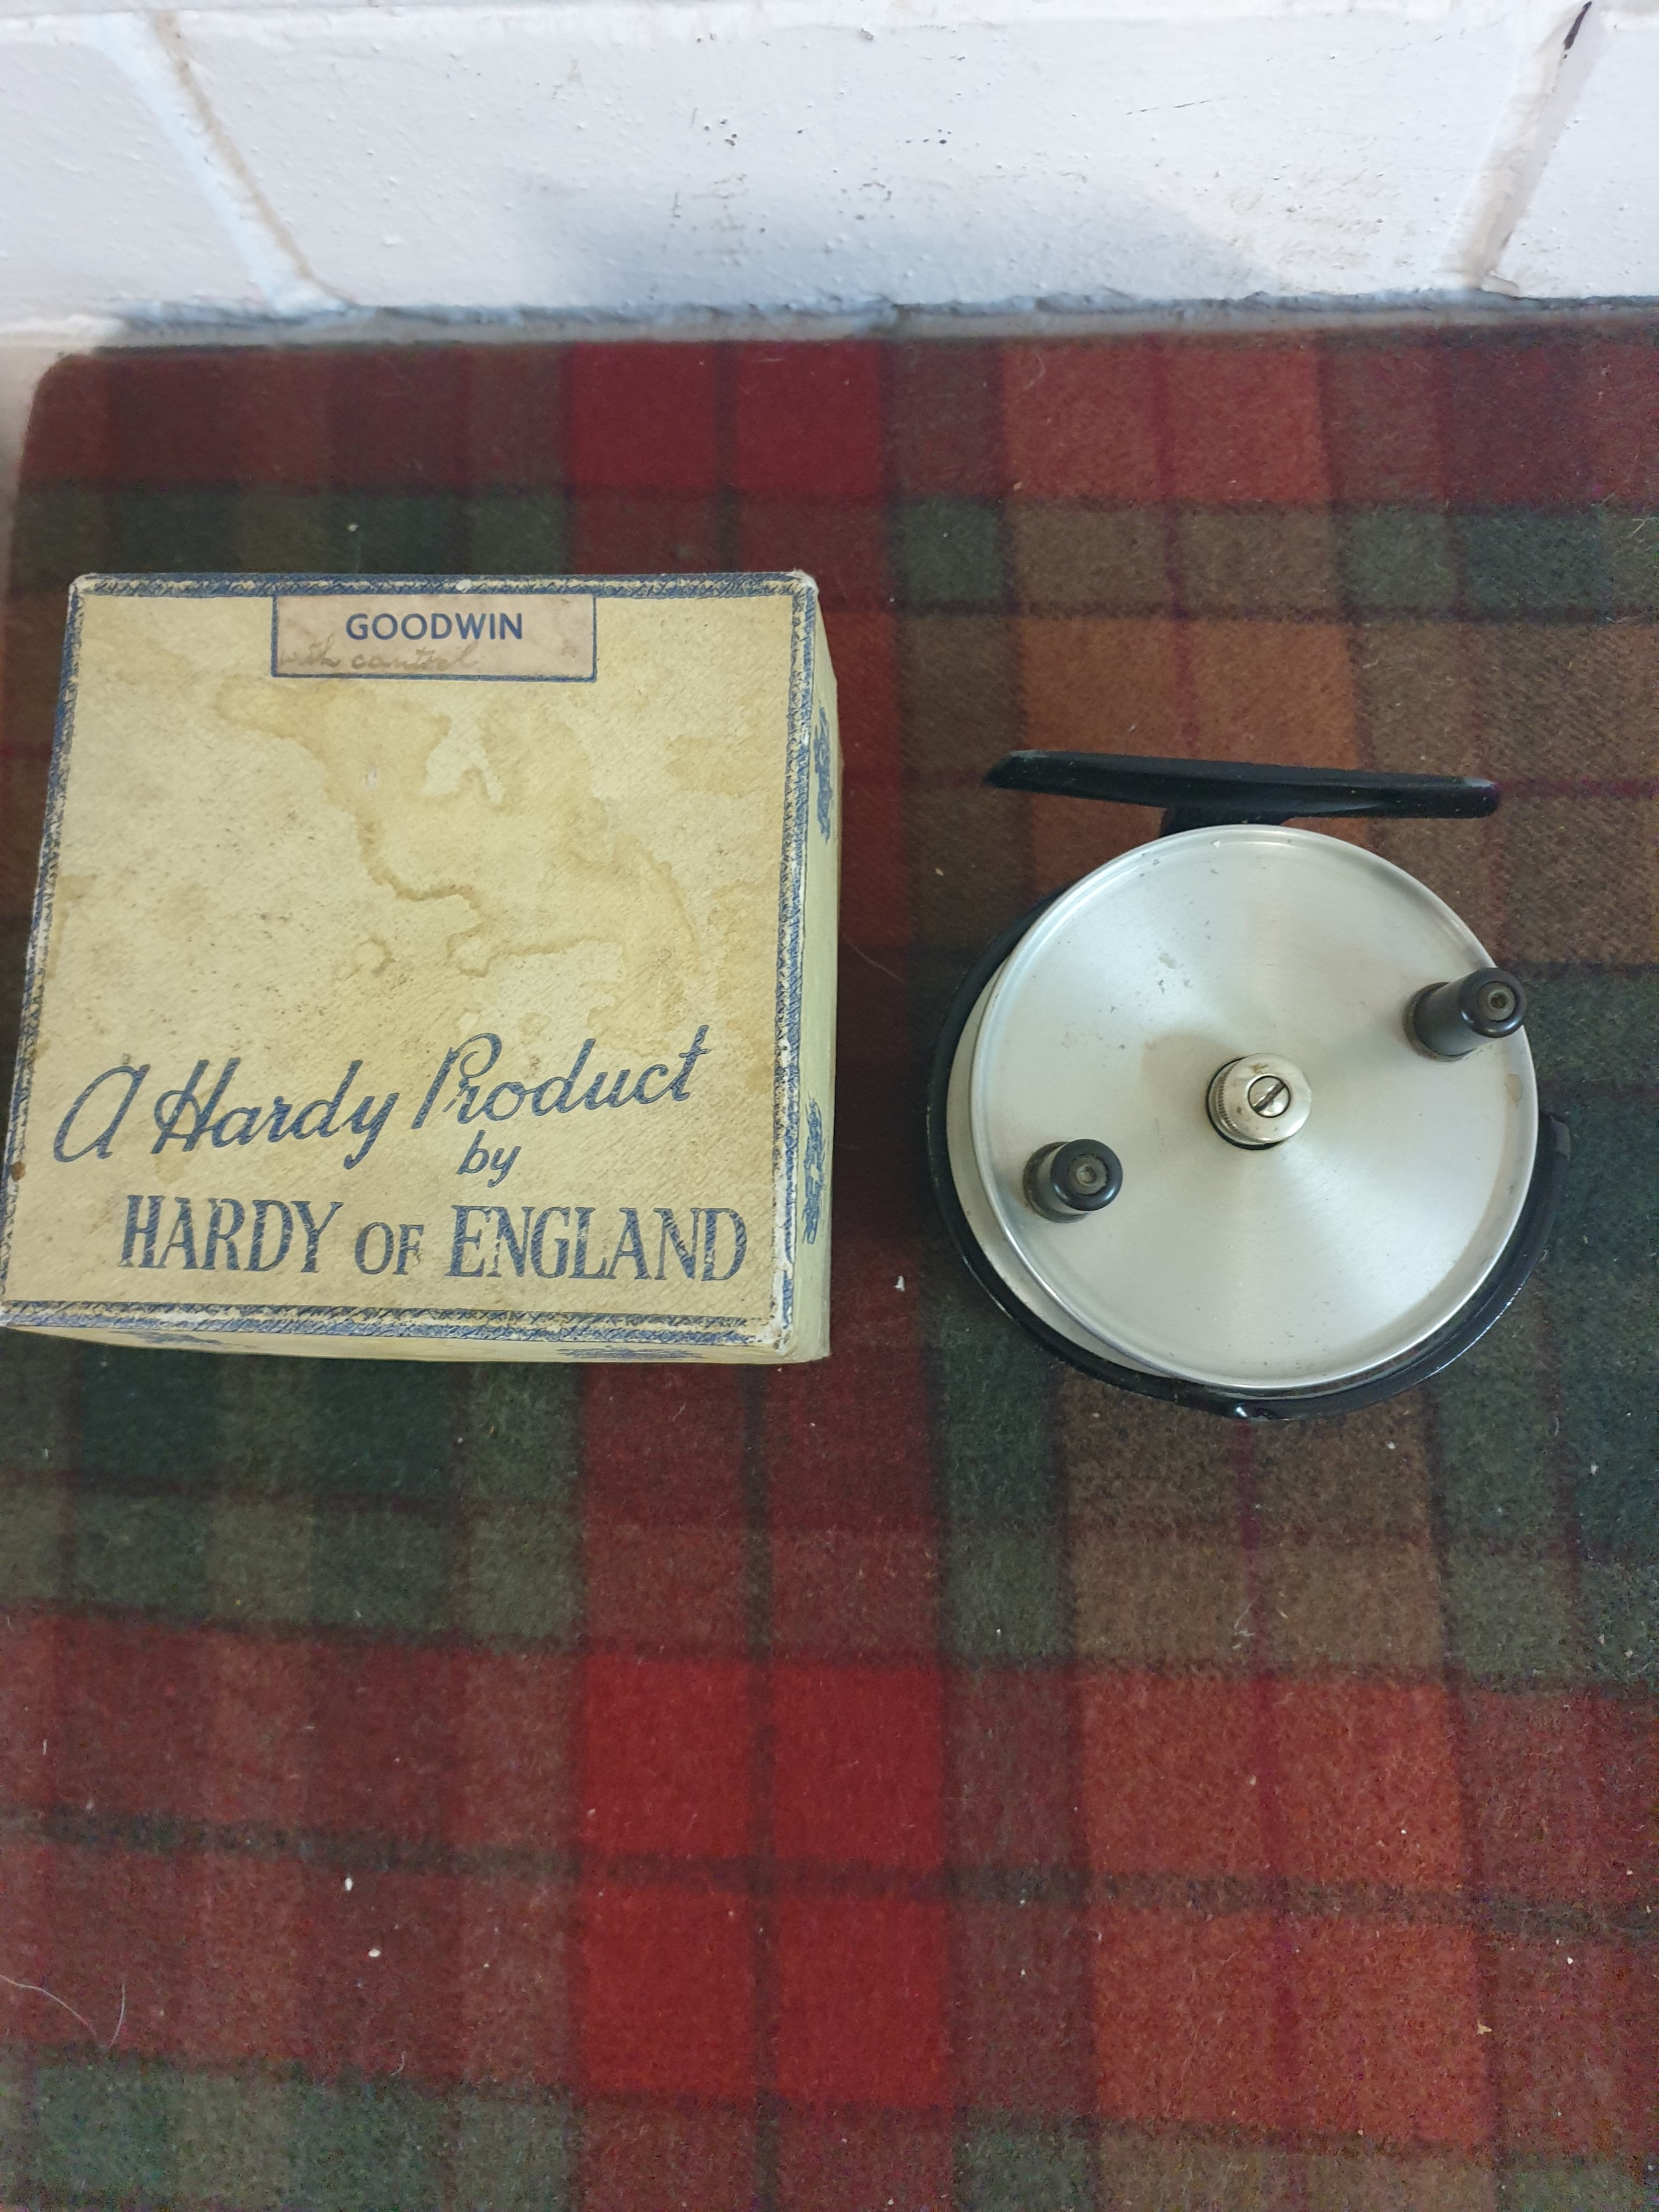 GOODWIN
with control
A Hardy Product
by
HARDY OF ENGLAND